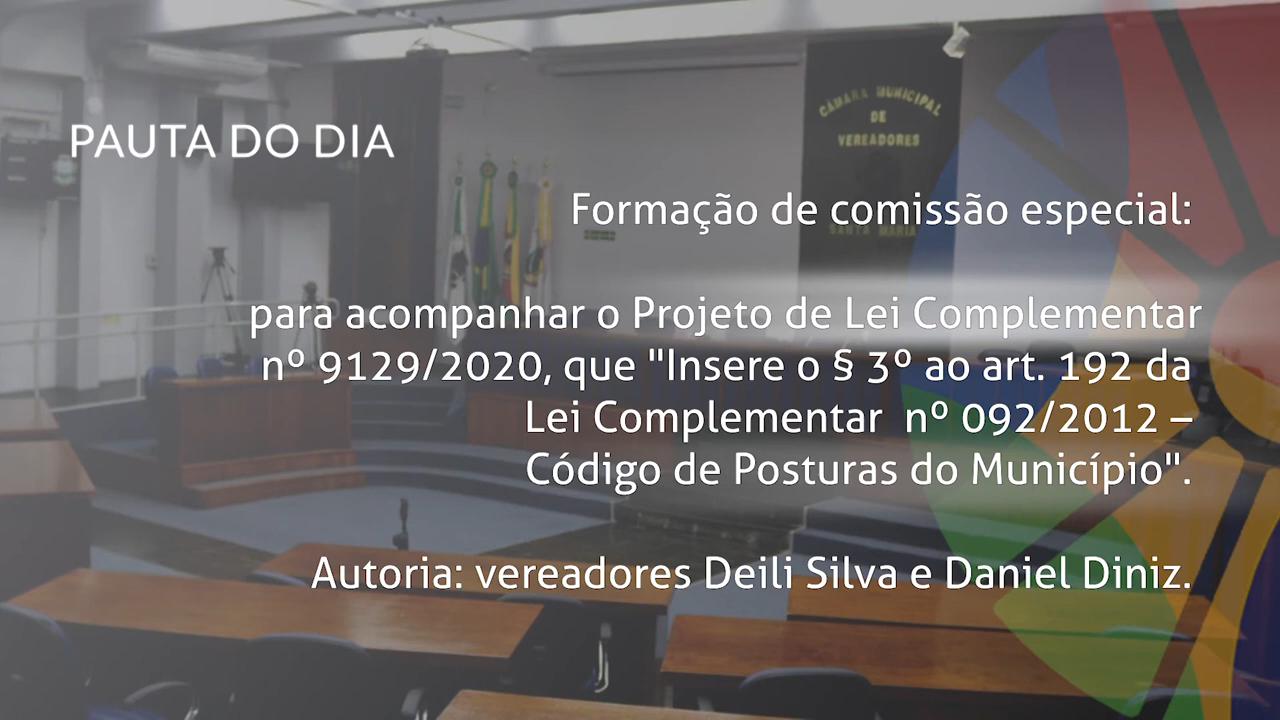 PAUTA DO DIA
CÂMARA MUNICIPAL
DE
VEREADORES
SANTA MARIA
Formação de comissão especial:
para acompanhar o Projeto de Lei Complementar
nº 9129/2020, que "Insere o § 3º ao art. 192 da
Lei Complementar  nº 092/2012 –
Código de Posturas do Município".
Autoria: vereadores Deili Silva e Daniel Diniz.